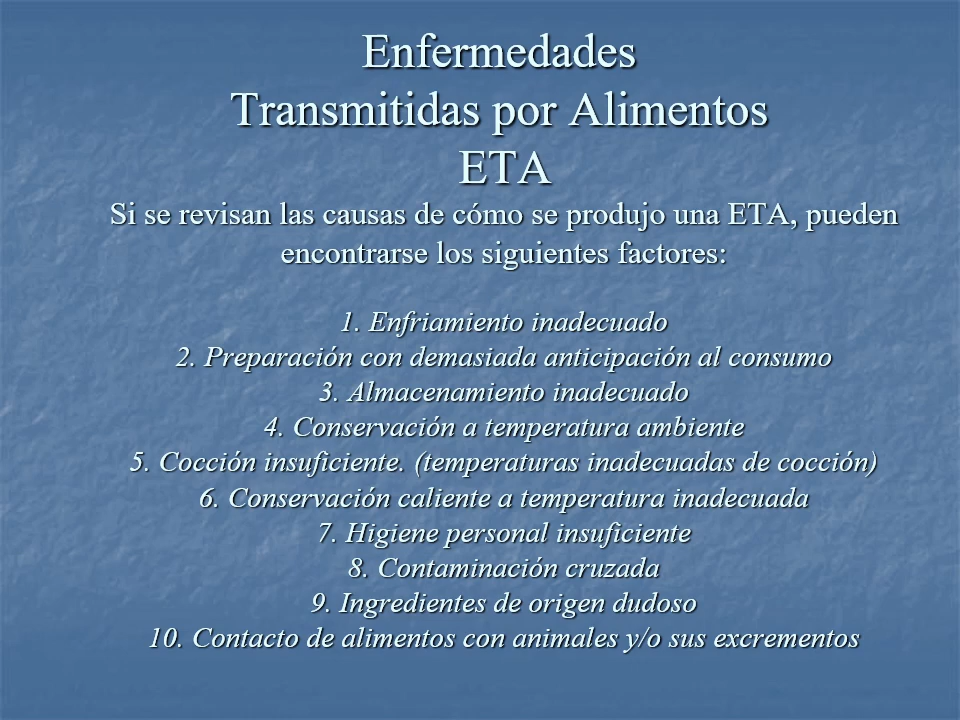 Enfermedades
Transmitidas por Alimentos
ETA
Si se revisan las causas de cómo se produjo una ETA, pueden
encontrarse los siguientes factores:
1. Enfriamiento inadecuado
2. Preparación con demasiada anticipación al consumo
3. Almacenamiento inadecuado
4. Conservación a temperatura ambiente
5. Cocción insuficiente. (temperaturas inadecuadas de cocción)
6. Conservación caliente a temperatura inadecuada
7. Higiene personal insuficiente
8. Contaminación cruzada
9. Ingredientes de origen dudoso
10. Contacto de alimentos con animales y/o sus excrementos